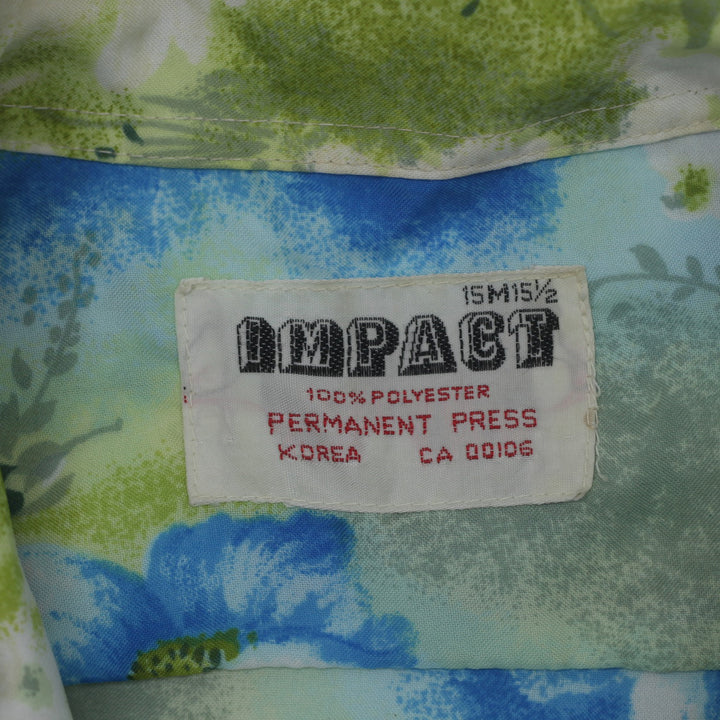 15M15½
IMPACT
100% POLYESTER
PERMANENT PRESS
KOREA CA 00106